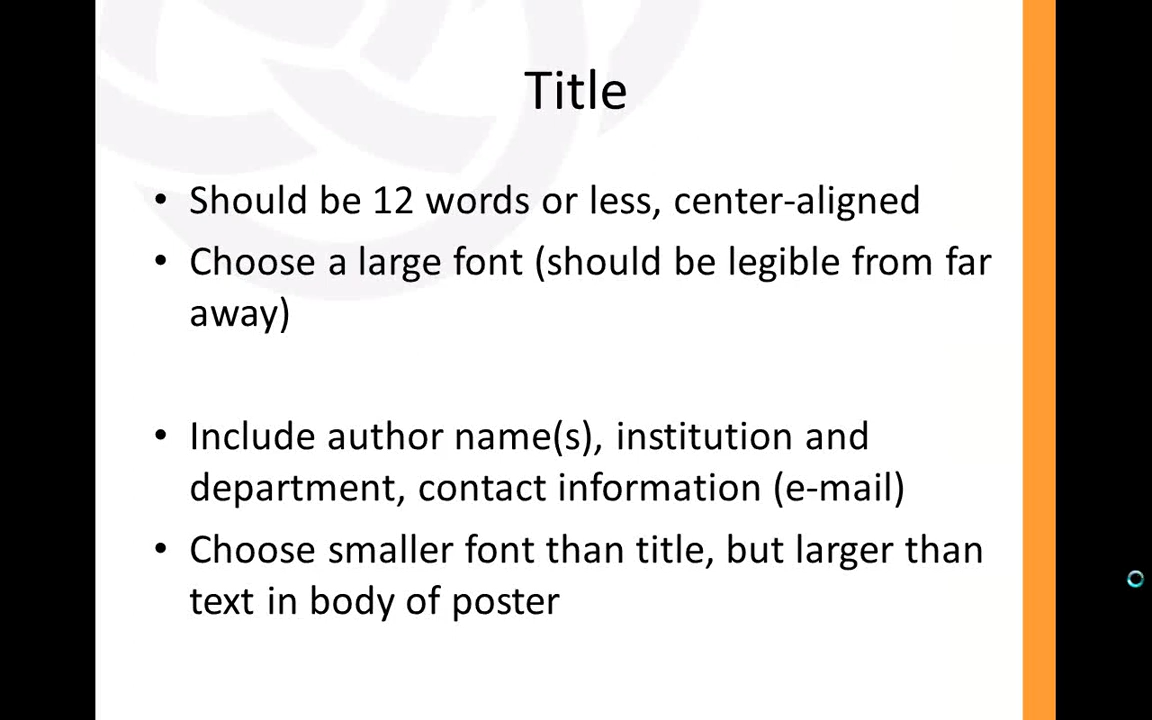 Title
• Should be 12 words or less, center-aligned
• Choose a large font (should be legible from far
away)
• Include author name(s), institution and
department, contact information (e-mail)
• Choose smaller font than title, but larger than
text in body of poster